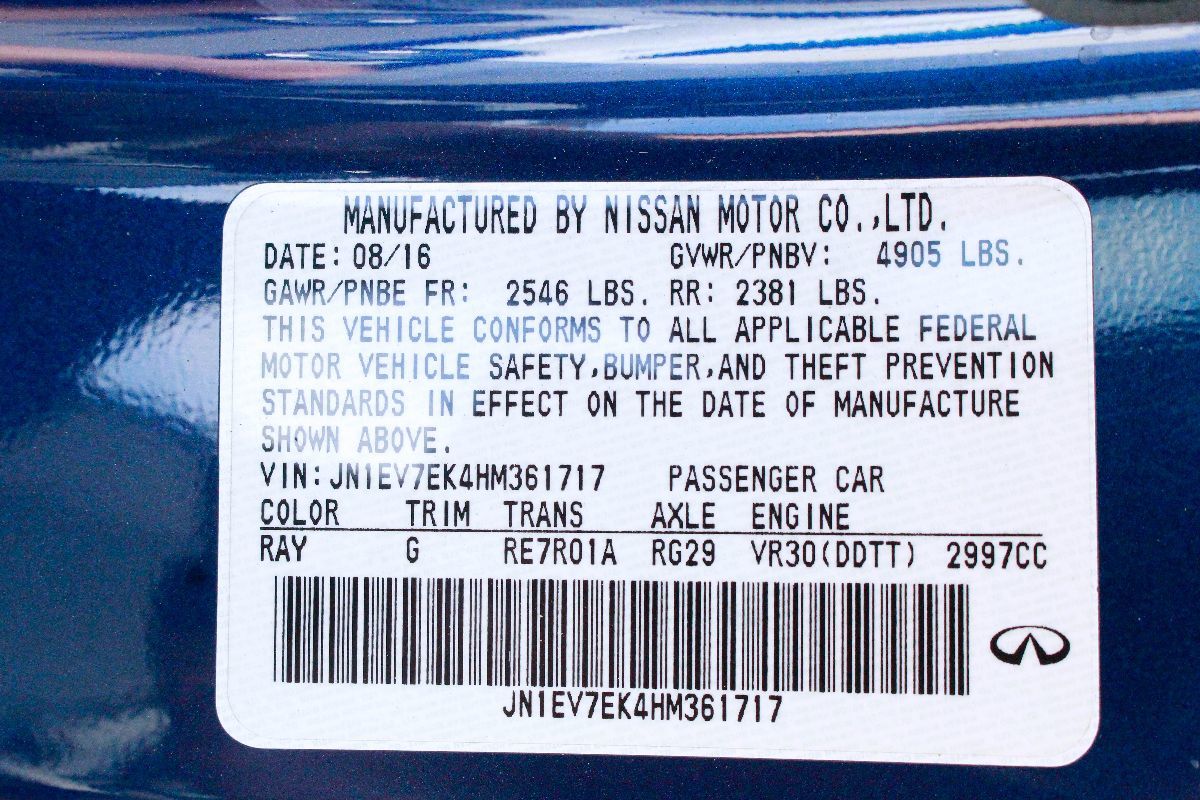 MANUFACTURED BY NISSAN MOTOR CO.,LTD.
DATE: 08/16 GVWR/PNBV: 4905 LBS.
GAWR/PNBE FR: 2546 LBS. RR: 2381 LBS.
THIS VEHICLE CONFORMS TO ALL APPLICABLE FEDERAL
MOTOR VEHICLE SAFETY,BUMPER,AND THEFT PREVENTION
STANDARDS IN EFFECT ON THE DATE OF MANUFACTURE
SHOWN ABOVE.
VIN:JN1EV7EK4HM361717 PASSENGER CAR
COLOR TRIM TRANS AXLE ENGINE
RAY G RE7R01A RG29 VR30(DDTT) 2997CC
JN1EV7EK4HM361717